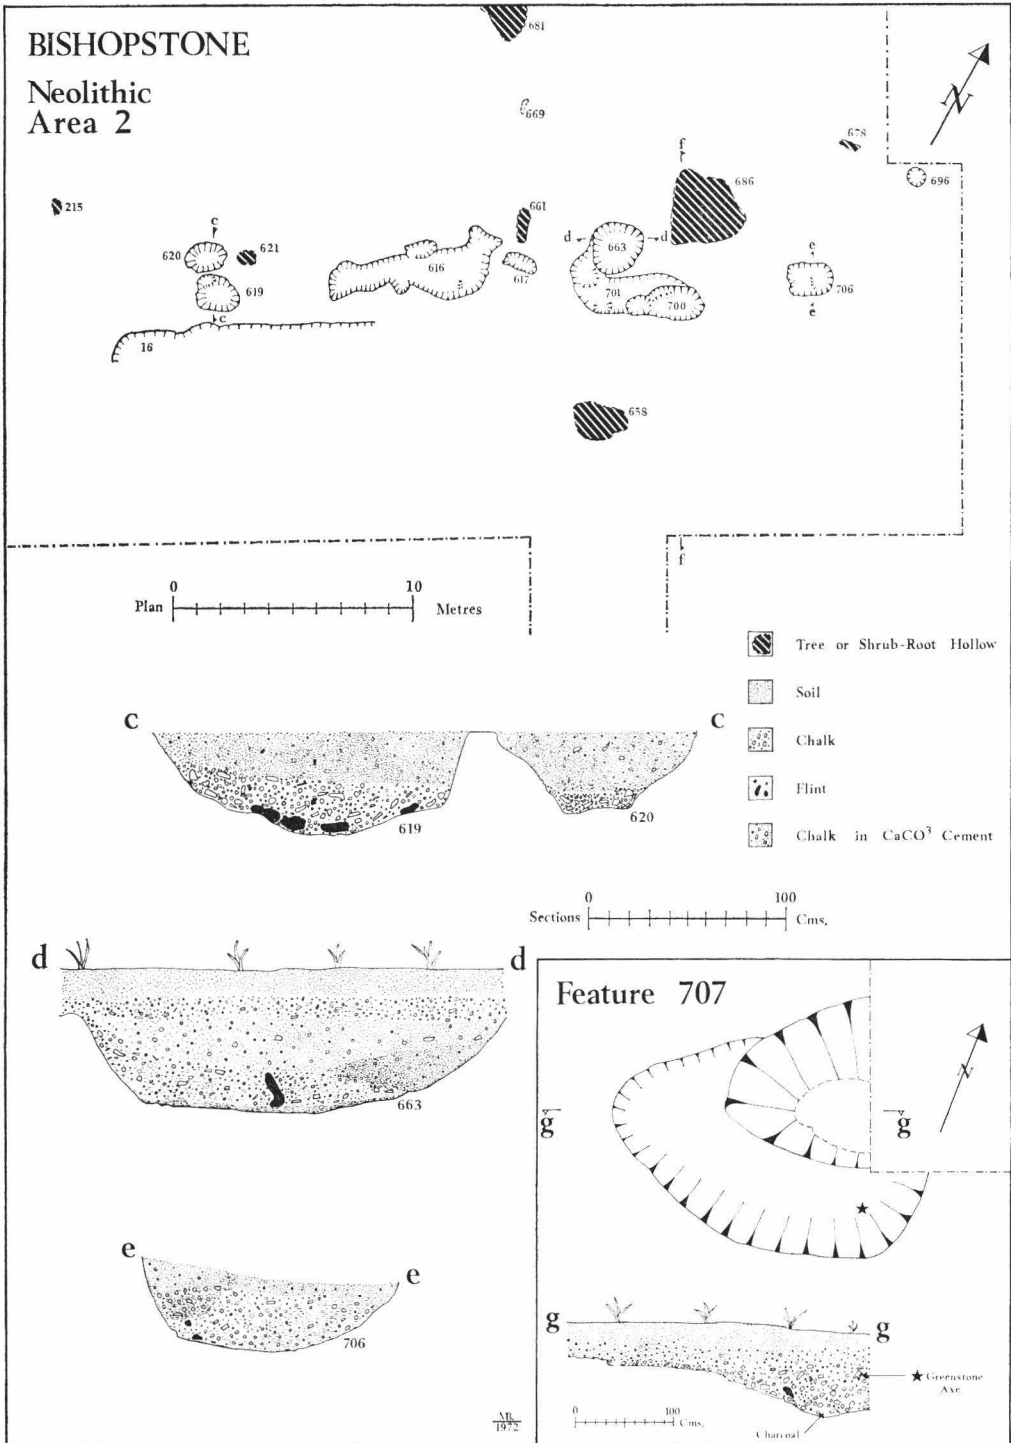 BISHOPSTONE
Neolithic
Area 2
681
669
N
678
f
686
696
215
661
c
620
621
616
617
d
663
d
e
619
701
700
706
c
e
16
658
f
0 10
Plan Metres
Tree or Shrub-Root Hollow
Soil
Chalk
Flint
Chalk in CaCO³ Cement
c c
619
620
0 100
Sections Cms.
d d
663
Feature 707
N
g g
e e
706
g g
Greenstone
Axe
0 100
Cms.
Charcoal
1972